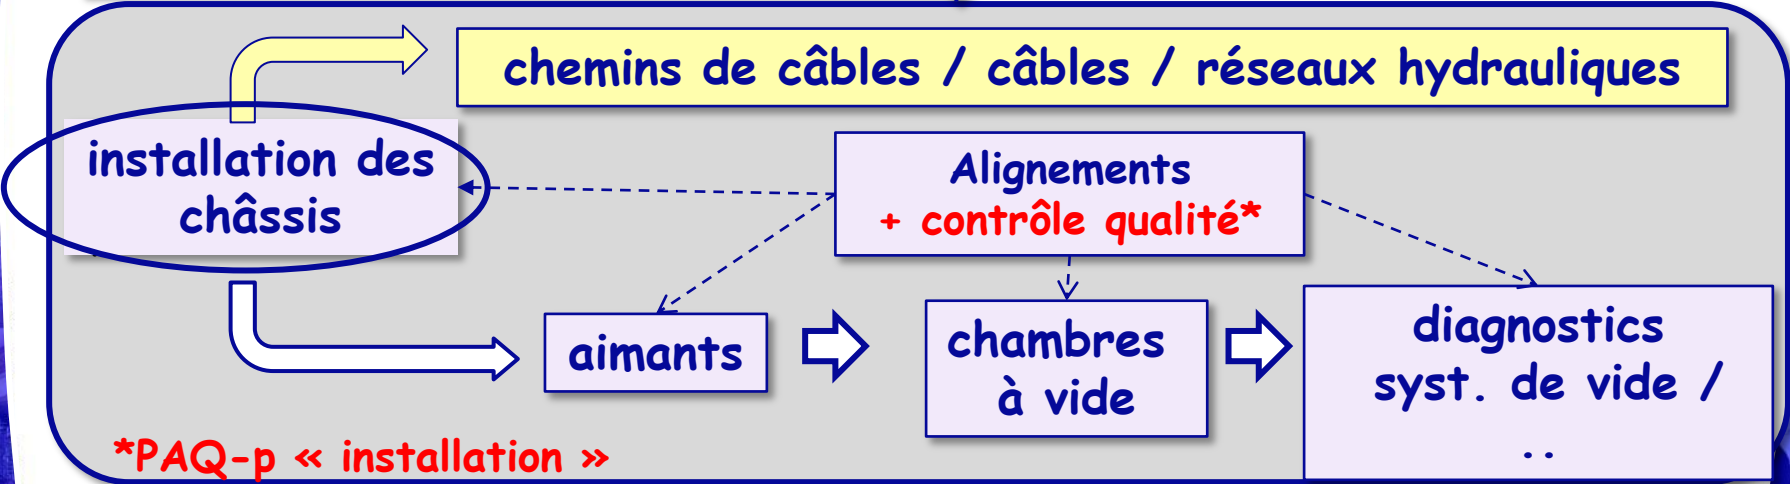 chemins de câbles / câbles / réseaux hydrauliques
installation des
châssis
Alignements
+ contrôle qualité*
aimants
chambres
à vide
diagnostics
syst. de vide /
..
*PAQ-p « installation »